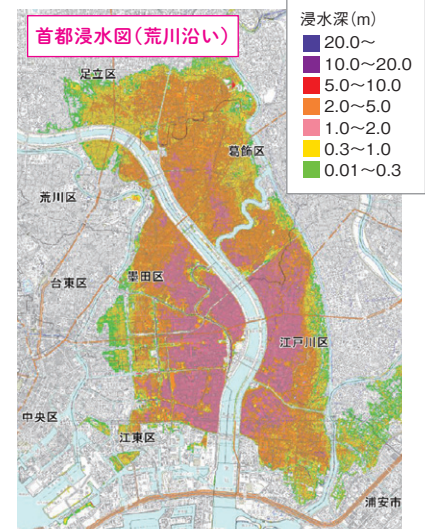 首都浸水図(荒川沿い)
浸水深(m)
20.0〜
10.0〜20.0
5.0〜10.0
2.0〜5.0
1.0〜2.0
0.3〜1.0
0.01〜0.3
足立区
葛飾区
荒川区
台東区
墨田区
江戸川区
中央区
江東区
浦安市